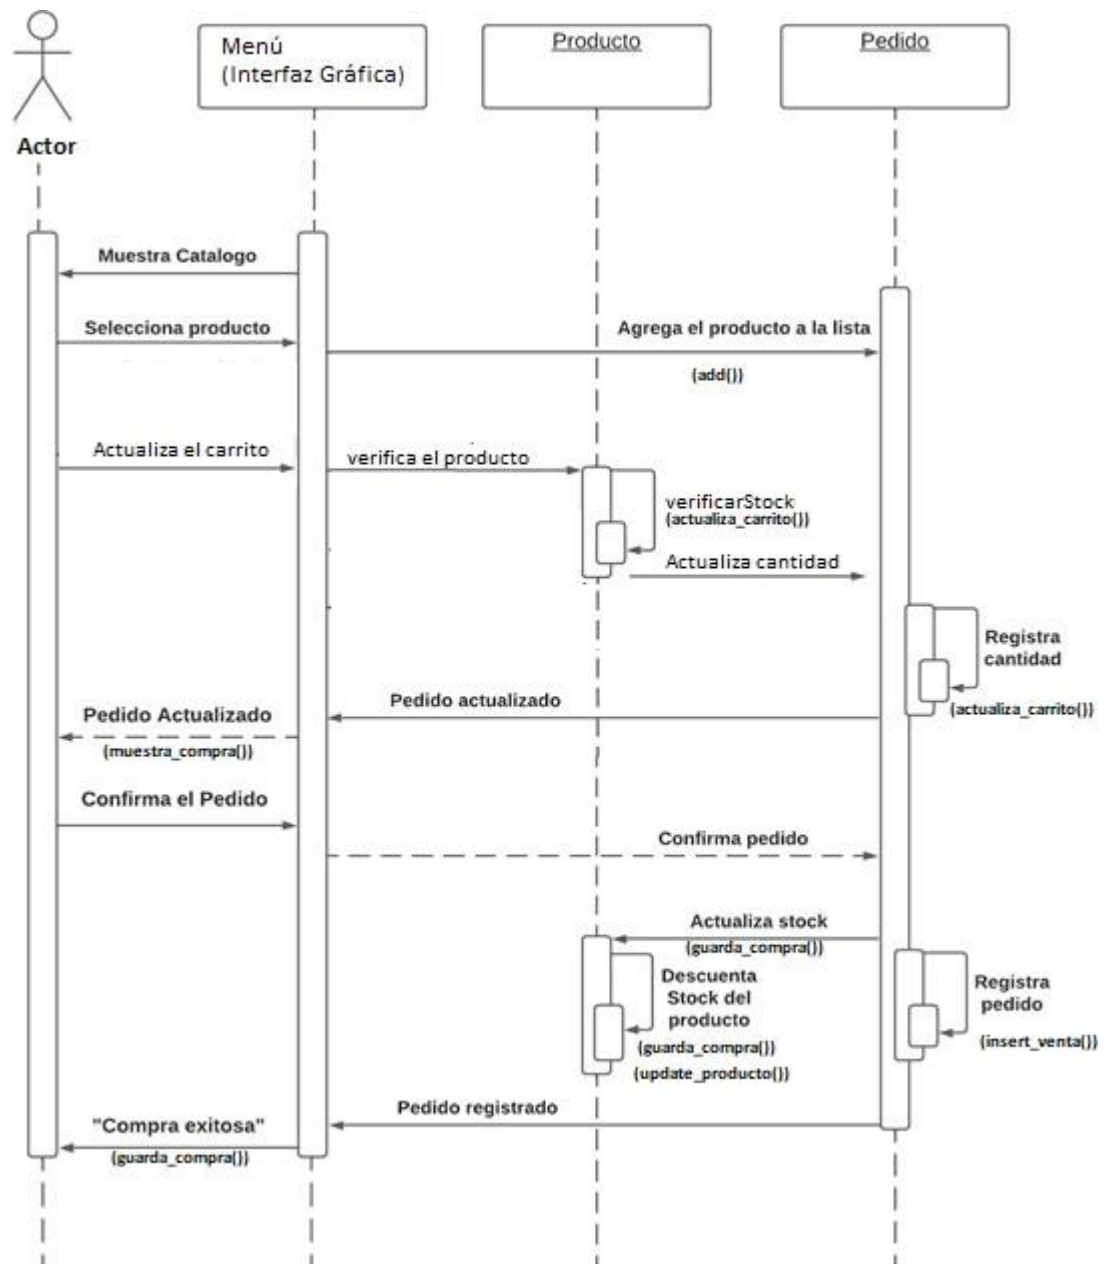 Menú
(Interfaz Gráfica)
Producto
Pedido
Actor
Muestra Catalogo
Selecciona producto
Agrega el producto a la lista
(add())
Actualiza el carrito
verifica el producto
verificarStock
(actualiza_carrito())
Actualiza cantidad
Registra
cantidad
(actualiza_carrito())
Pedido actualizado
Pedido Actualizado
(muestra_compra())
Confirma el Pedido
Confirma pedido
Actualiza stock
(guarda_compra())
Descuenta
Stock del
producto
(guarda_compra())
(update_producto())
Registra
pedido
(insert_venta())
Pedido registrado
"Compra exitosa"
(guarda_compra())